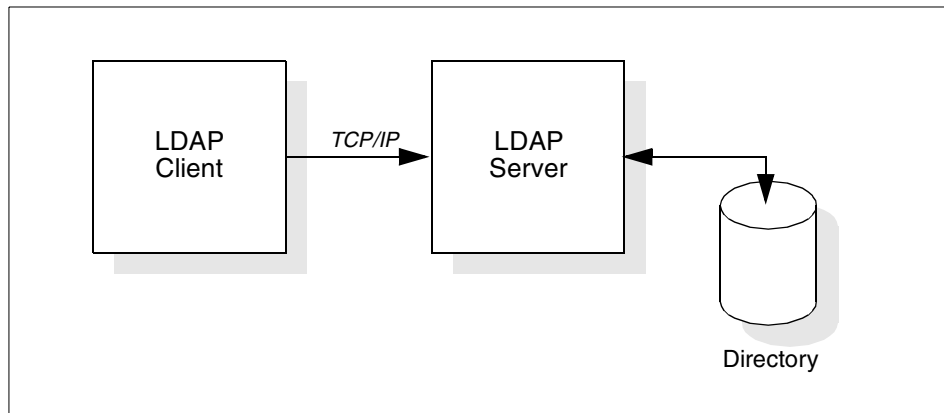 LDAP
Client
TCP/IP
LDAP
Server
Directory